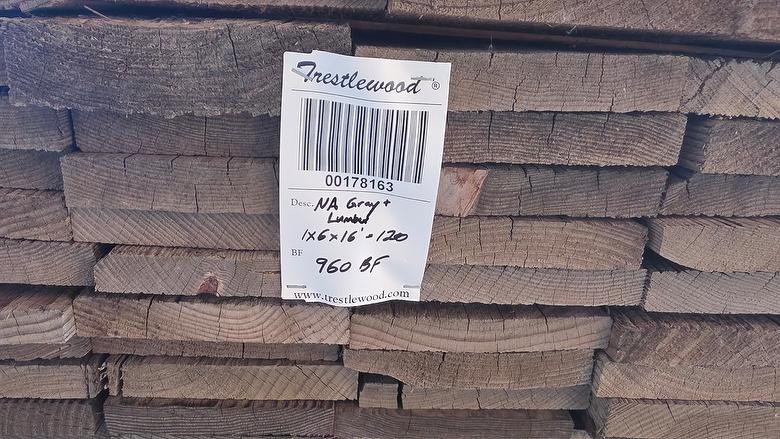 Trestlewood®
00178163
Desc. NA Gray +
Lumber
1x6x16' - 120
BF 960 BF
www.trestlewood.com